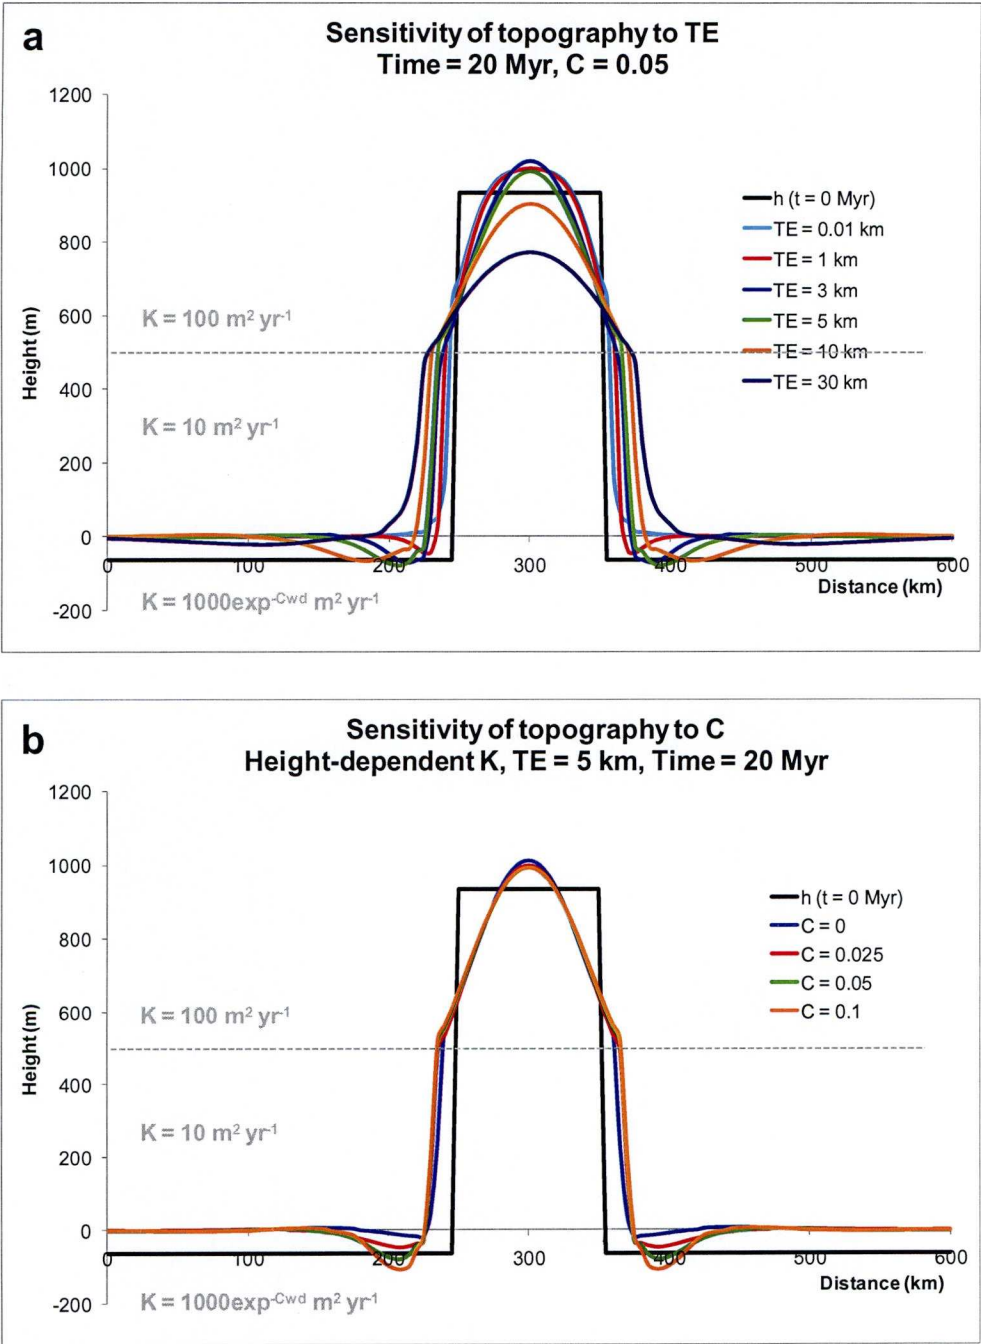 a
Sensitivity of topography to TE
Time = 20 Myr, C = 0.05
1200
1000
800
600
400
200
0
-200
Height (m)
K = 100 m² yr⁻¹
K = 10 m² yr⁻¹
K = 1000exp⁻ᶜʷᵈ m² yr⁻¹
h (t = 0 Myr)
TE = 0.01 km
TE = 1 km
TE = 3 km
TE = 5 km
TE = 10 km
TE = 30 km
0 100 200 300 400 500 600
Distance (km)
b
Sensitivity of topography to C
Height-dependent K, TE = 5 km, Time = 20 Myr
1200
1000
800
600
400
200
0
-200
Height (m)
K = 100 m² yr⁻¹
K = 10 m² yr⁻¹
K = 1000exp⁻ᶜʷᵈ m² yr⁻¹
h (t = 0 Myr)
C = 0
C = 0.025
C = 0.05
C = 0.1
0 100 200 300 400 500 600
Distance (km)